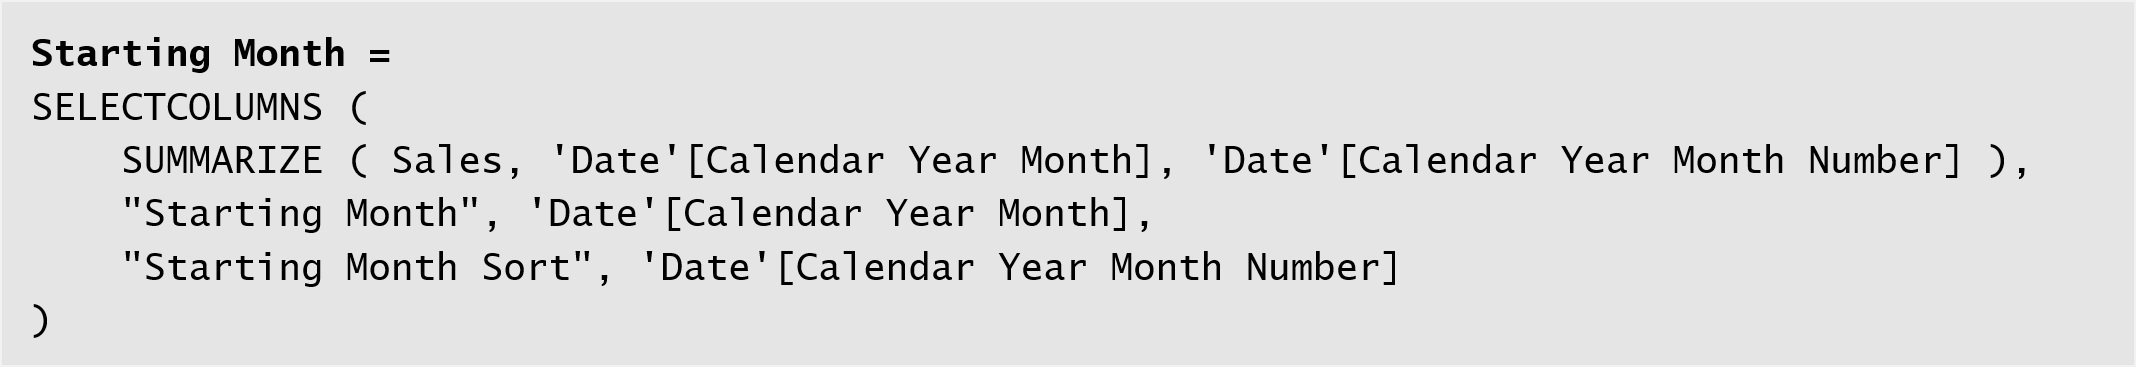 Starting Month =
SELECTCOLUMNS (
    SUMMARIZE ( Sales, 'Date'[Calendar Year Month], 'Date'[Calendar Year Month Number] ),
    "Starting Month", 'Date'[Calendar Year Month],
    "Starting Month Sort", 'Date'[Calendar Year Month Number]
)